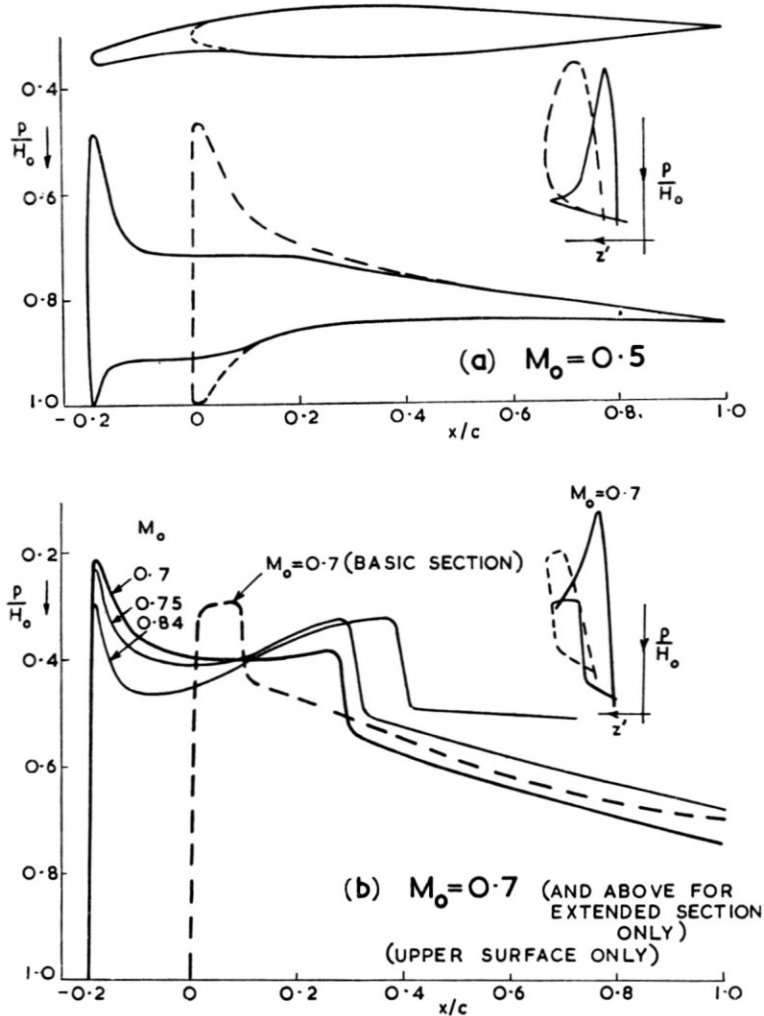 0·4
P/H₀
0·6
0·8
1·0
P/H₀
z'
(a) M₀=0·5
-0·2 0 0·2 0·4 0·6 0·8. 1·0
x/c
M₀
M₀=0·7
0·2
0·7
M₀=0·7 (BASIC SECTION)
P/H₀
0·75
0·84
0·4
P/H₀
z'
0·6
0·8
(b) M₀=0·7 (AND ABOVE FOR
EXTENDED SECTION
ONLY)
(UPPER SURFACE ONLY)
1·0
-0·2 0 0·2 0·4 0·6 0·8 1·0
x/c